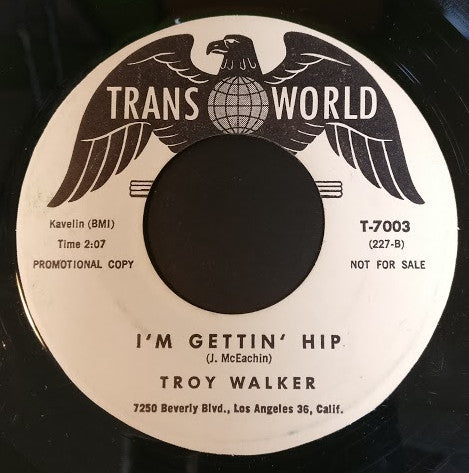 TRANS WORLD
Kavelin (BMI)
Time 2:07
PROMOTIONAL COPY
T-7003
(227-B)
NOT FOR SALE
I'M GETTIN' HIP
(J. McEachin)
TROY WALKER
7250 Beverly Blvd., Los Angeles 36, Calif.